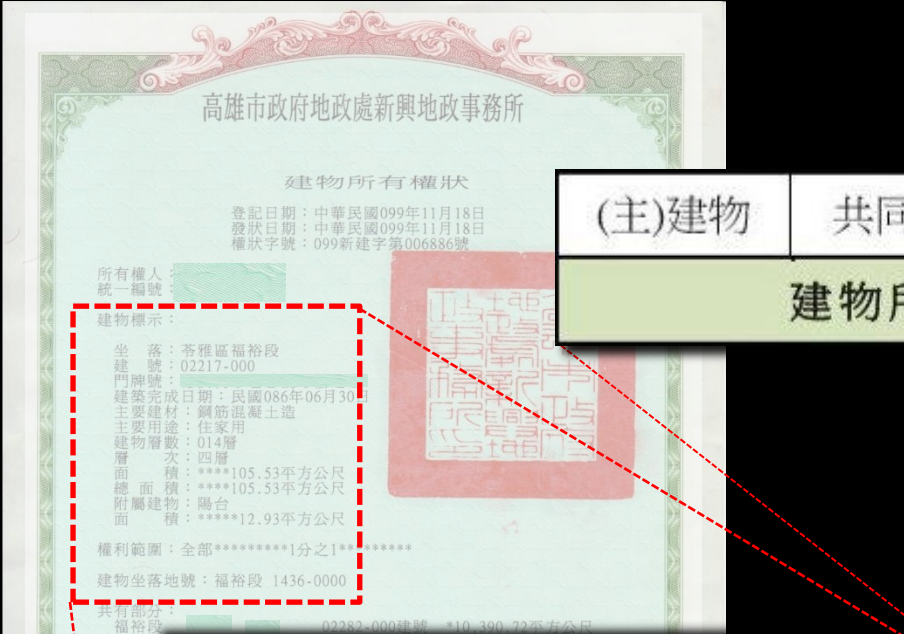 高雄市政府地政處新興地政事務所
建物所有權狀
登記日期：中華民國099年11月18日
發狀日期：中華民國099年11月18日
權狀字號：099新建字第006886號
(主)建物
共同
建物所
所有權人：
統一編號：
建物標示：
坐　落：苓雅區福裕段
建　號：02217-000
門牌號：
建築完成日期：民國086年06月30日
主要建材：鋼筋混凝土造
主要用途：住家用
建物層數：014層
層　次：四層
面　積：****105.53平方公尺
總面積：****105.53平方公尺
附屬建物：陽台
面　積：*****12.93平方公尺
權利範圍：全部*********1分之1*********
建物坐落地號：福裕段 1436-0000
共有部分：
福裕段
02282-000建號 *10,390.72平方公尺